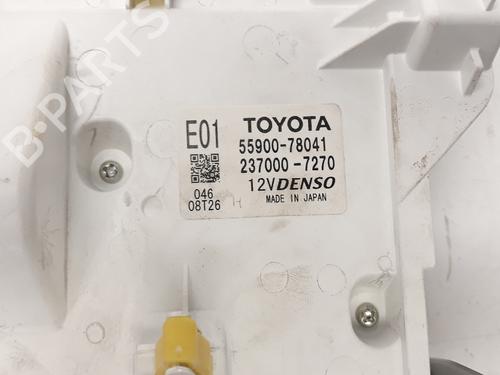 B-PARTS
E01 TOYOTA
55900-78041
237000-7270
046 12V DENSO
08T26 MADE IN JAPAN